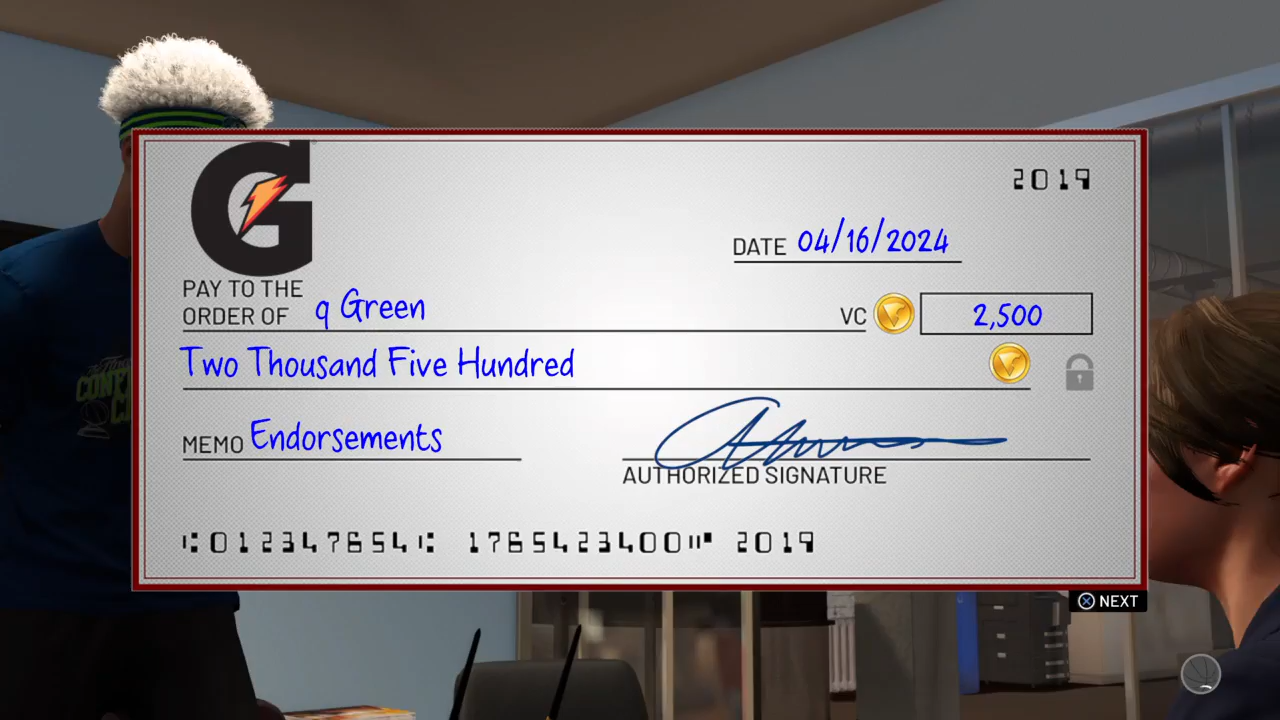 G
2019
DATE 04/16/2024
PAY TO THE
ORDER OF q Green VC 2,500
Two Thousand Five Hundred
MEMO Endorsements
AUTHORIZED SIGNATURE
⑆012347654⑆ 1765423400⑈ 2019
NEXT